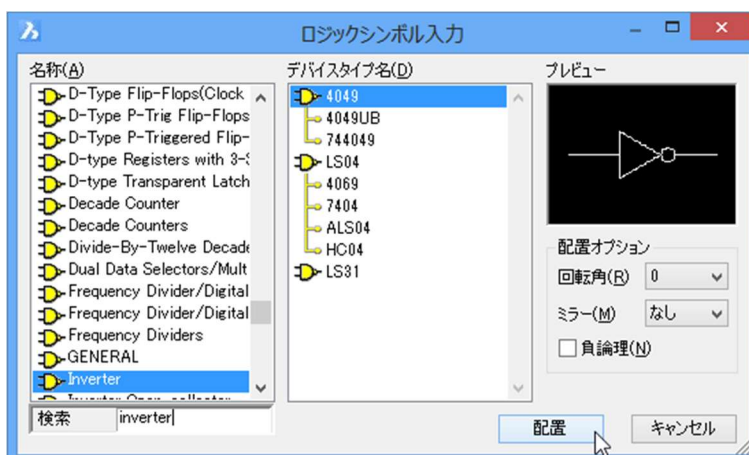 ロジックシンボル入力
名称(A)
D-Type Flip-Flops(Clock
D-Type P-Trig Flip-Flops
D-Type P-Triggered Flip-
D-type Registers with 3-S
D-type Transparent Latch
Decade Counter
Decade Counters
Divide-By-Twelve Decade
Dual Data Selectors/Mult
Frequency Divider/Digital
Frequency Divider/Digital
Frequency Dividers
GENERAL
Inverter
検索 inverter
デバイスタイプ名(D)
4049
4049UB
744049
LS04
4069
7404
ALS04
HC04
LS31
プレビュー
配置オプション
回転角(R) 0
ミラー(M) なし
負論理(N)
配置 キャンセル